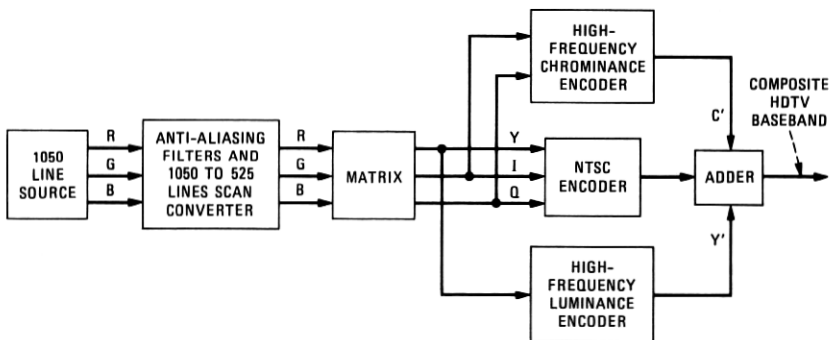 1050
LINE
SOURCE
R
G
B
ANTI-ALIASING
FILTERS AND
1050 TO 525
LINES SCAN
CONVERTER
R
G
B
MATRIX
Y
I
Q
HIGH-
FREQUENCY
CHROMINANCE
ENCODER
NTSC
ENCODER
HIGH-
FREQUENCY
LUMINANCE
ENCODER
C'
Y'
ADDER
COMPOSITE
HDTV
BASEBAND